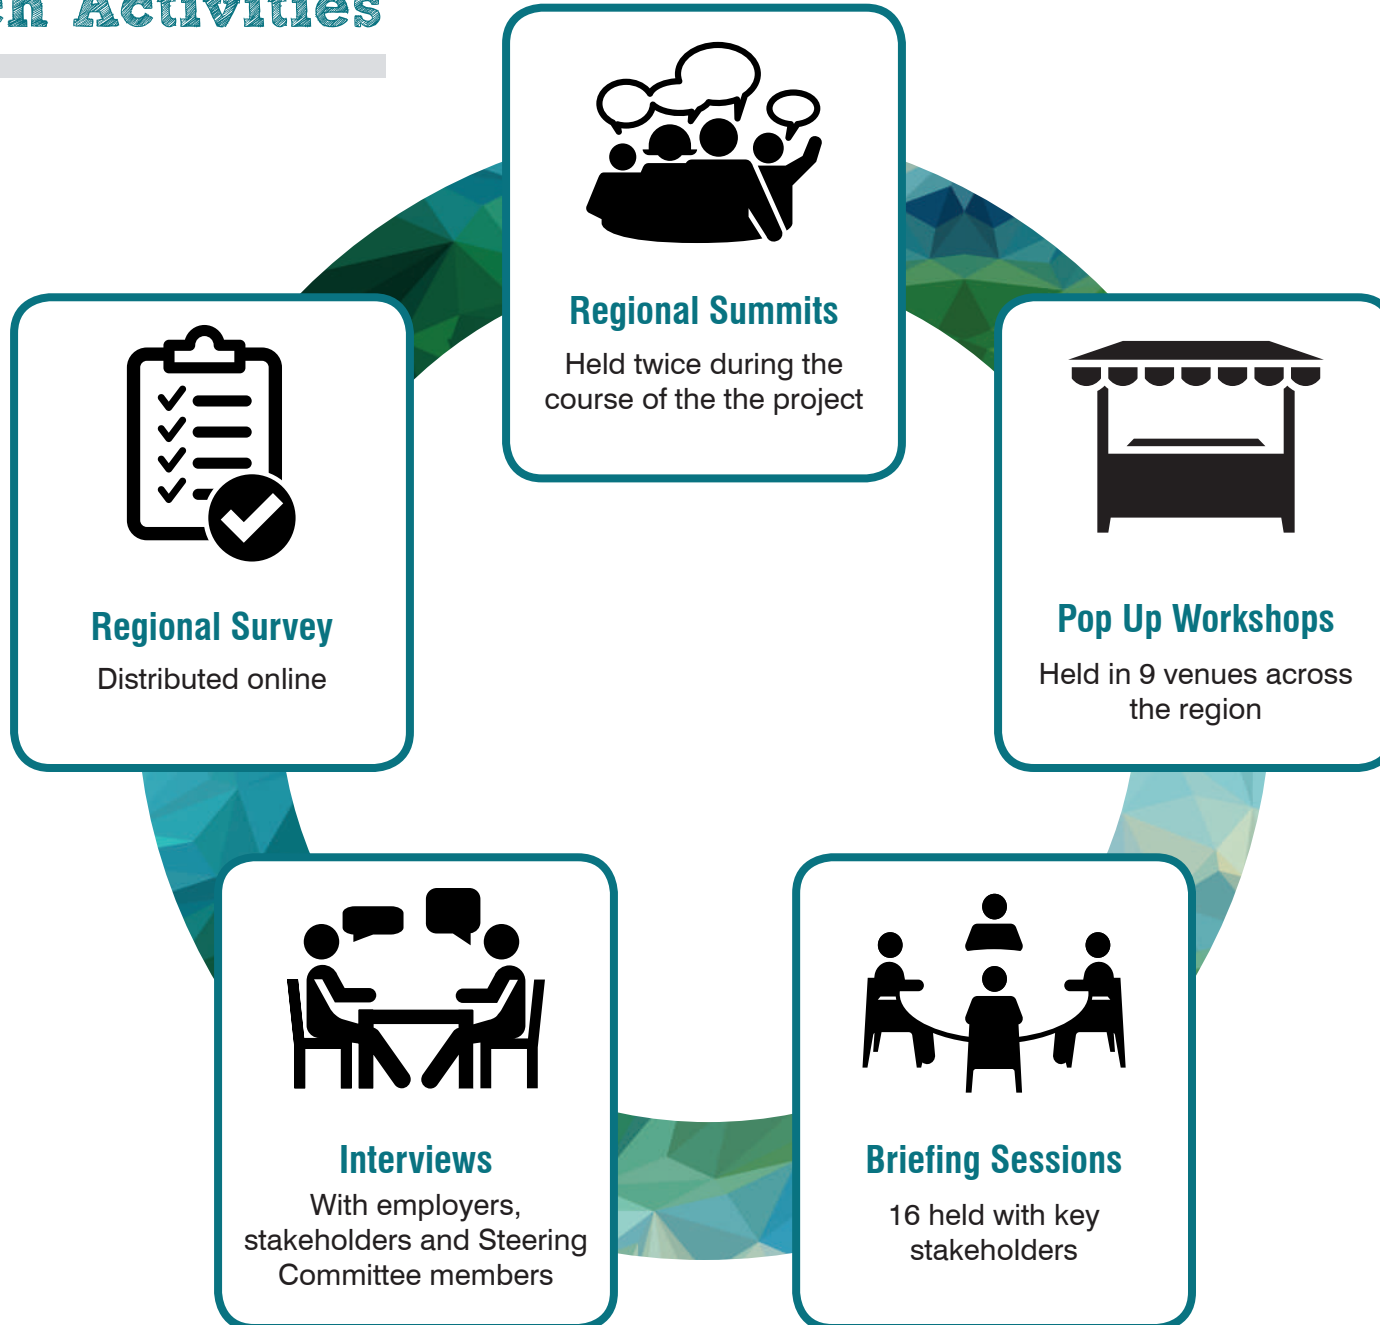 Activities
Regional Summits
Held twice during the
course of the the project
Regional Survey
Distributed online
Pop Up Workshops
Held in 9 venues across
the region
Interviews
With employers,
stakeholders and Steering
Committee members
Briefing Sessions
16 held with key
stakeholders